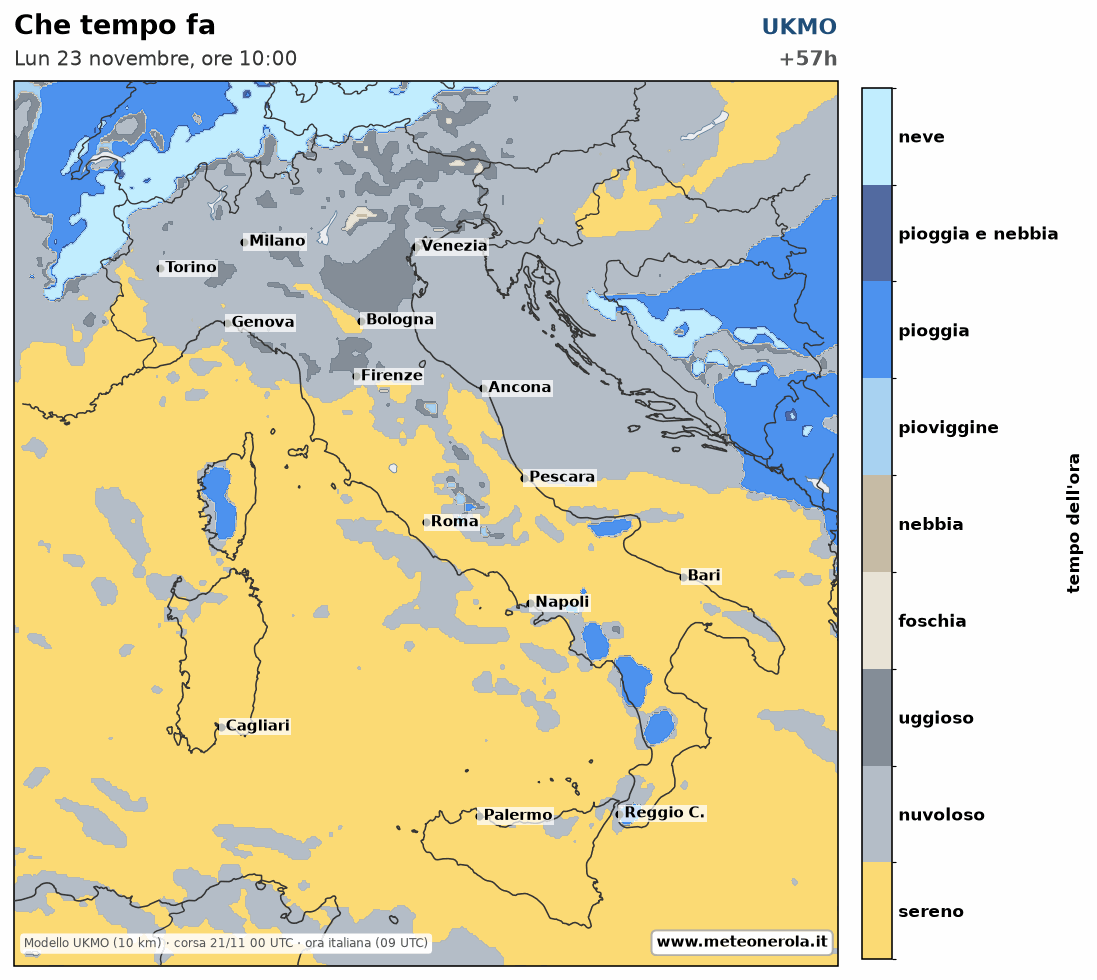 Che tempo fa
UKMO
Lun 23 novembre, ore 10:00
+57h
Milano
Venezia
Torino
Genova
Bologna
Firenze
Ancona
Pescara
Roma
Bari
Napoli
Cagliari
Palermo
Reggio C.
Modello UKMO (10 km) · corsa 21/11 00 UTC · ora italiana (09 UTC)
www.meteonerola.it
neve
pioggia e nebbia
pioggia
pioviggine
nebbia
foschia
uggioso
nuvoloso
sereno
tempo dell'ora